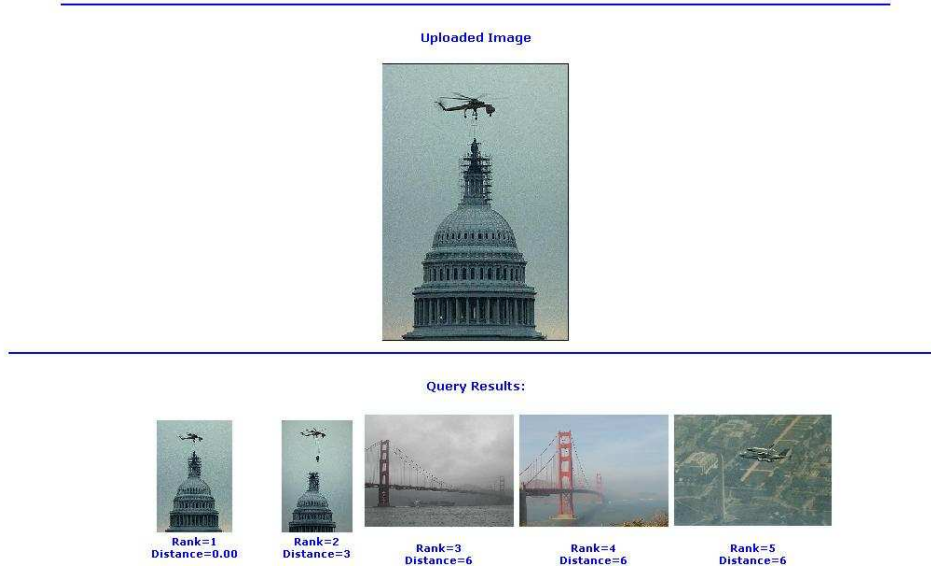 Uploaded Image
Query Results:
Rank=1
Distance=0.00
Rank=2
Distance=3
Rank=3
Distance=6
Rank=4
Distance=6
Rank=5
Distance=6